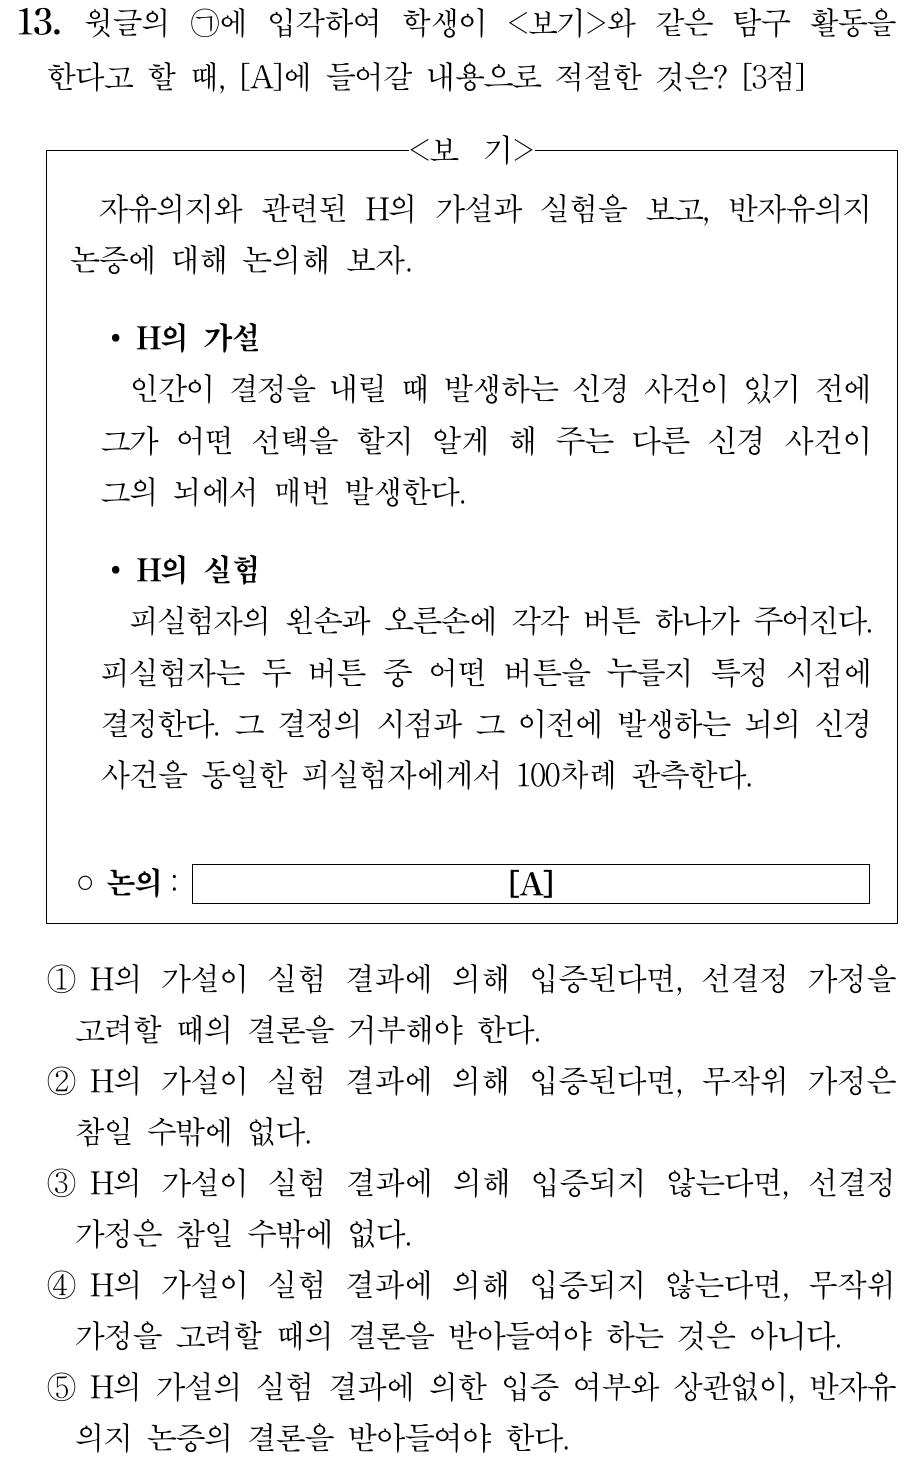 13. 윗글의 ㉠에 입각하여 학생이 <보기>와 같은 탐구 활동을
한다고 할 때, [A]에 들어갈 내용으로 적절한 것은? [3점]
<보 기>
자유의지와 관련된 H의 가설과 실험을 보고, 반자유의지
논증에 대해 논의해 보자.
• H의 가설
인간이 결정을 내릴 때 발생하는 신경 사건이 있기 전에
그가 어떤 선택을 할지 알게 해 주는 다른 신경 사건이
그의 뇌에서 매번 발생한다.
• H의 실험
피실험자의 왼손과 오른손에 각각 버튼 하나가 주어진다.
피실험자는 두 버튼 중 어떤 버튼을 누를지 특정 시점에
결정한다. 그 결정의 시점과 그 이전에 발생하는 뇌의 신경
사건을 동일한 피실험자에게서 100차례 관측한다.
○ 논의 : [A]
① H의 가설이 실험 결과에 의해 입증된다면, 선결정 가정을
고려할 때의 결론을 거부해야 한다.
② H의 가설이 실험 결과에 의해 입증된다면, 무작위 가정은
참일 수밖에 없다.
③ H의 가설이 실험 결과에 의해 입증되지 않는다면, 선결정
가정은 참일 수밖에 없다.
④ H의 가설이 실험 결과에 의해 입증되지 않는다면, 무작위
가정을 고려할 때의 결론을 받아들여야 하는 것은 아니다.
⑤ H의 가설의 실험 결과에 의한 입증 여부와 상관없이, 반자유
의지 논증의 결론을 받아들여야 한다.